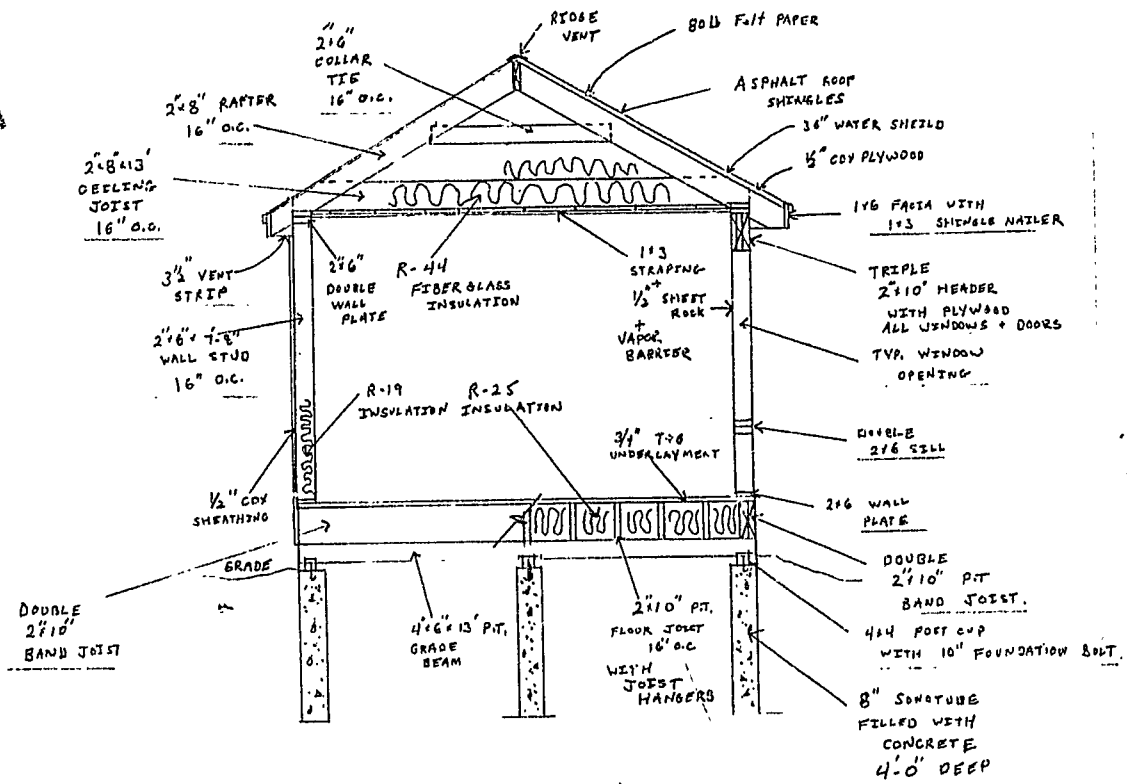 RIDGE
VENT
80LB FELT PAPER
2"x6"
COLLAR
TIE
16" O.C.
ASPHALT ROOF
SHINGLES
2"x8" RAFTER
16" O.C.
36" WATER SHEILD
1/2" CDX PLYWOOD
2"x8"x13'
CEILING
JOIST
16" O.C.
1x6 FACIA WITH
1x3 SHINGLE NAILER
3 1/2" VENT
STRIP
2"x6"
DOUBLE
WALL
PLATE
R-44
FIBERGLASS
INSULATION
1x3
STRAPING
+
1/2" SHEET
ROCK
+
VAPOR
BARRIER
TRIPLE
2"x10" HEADER
WITH PLYWOOD
ALL WINDOWS + DOORS
2"x6"x 7'-8"
WALL STUD
16" O.C.
TYP. WINDOW
OPENING
R-19
INSULATION
R-25
INSULATION
3/4" T+G
UNDERLAYMENT
DOUBLE
2x6 SILL
1/2" CDX
SHEATHING
2x6 WALL
PLATE
GRADE
DOUBLE
2"x10" P.T
BAND JOIST.
DOUBLE
2"x10"
BAND JOIST
4"x6"x13' P.T.
GRADE
BEAM
2"x10" P.T.
FLOOR JOIST
16" O.C
WITH
JOIST
HANGERS
4x4 POST CUP
WITH 10" FOUNDATION BOLT.
8" SONOTUBE
FILLED WITH
CONCRETE
4'-0" DEEP